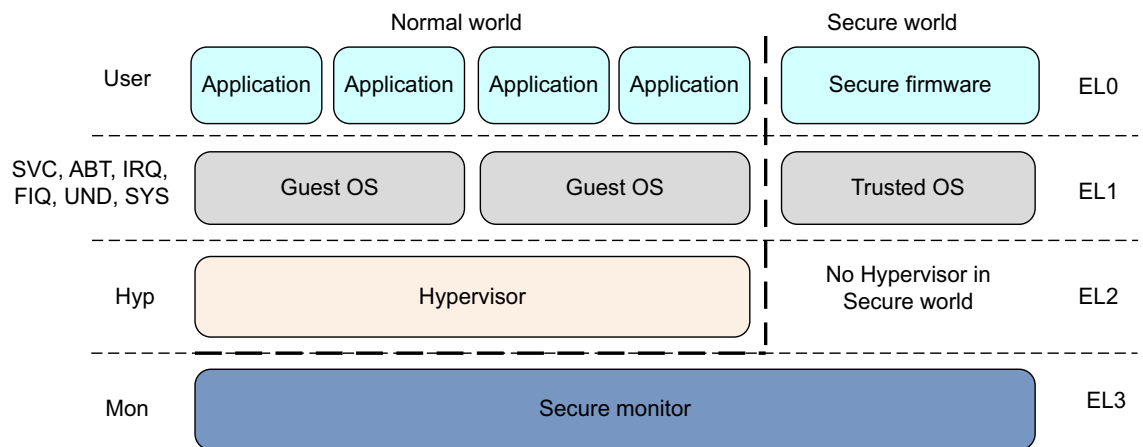 Normal world
Secure world
User
Application
Application
Application
Application
Secure firmware
EL0
SVC, ABT, IRQ,
FIQ, UND, SYS
Guest OS
Guest OS
Trusted OS
EL1
Hyp
Hypervisor
No Hypervisor in
Secure world
EL2
Mon
Secure monitor
EL3